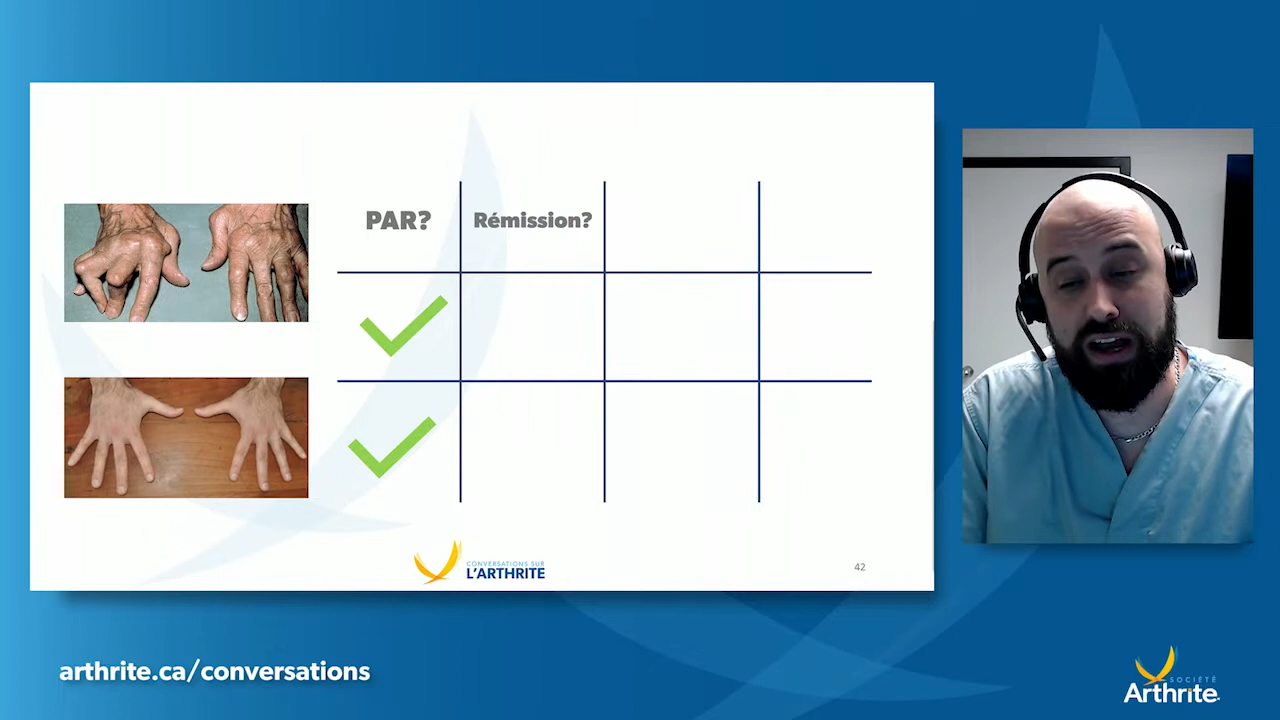 PAR?
Rémission?
CONVERSATIONS SUR
L'ARTHRITE
42
arthrite.ca/conversations
SOCIÉTÉ
Arthrite